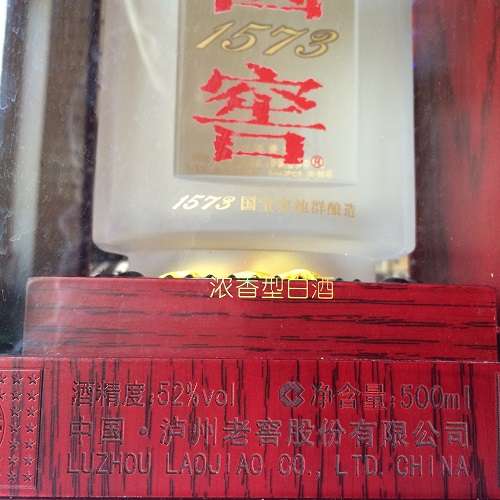 国
1573
窖®
1573 国宝窖池群酿造
浓香型白酒
酒精度:52%vol 净含量:500ml
中国·泸州老窖股份有限公司
LUZHOU LAOJIAO CO., LTD. CHINA